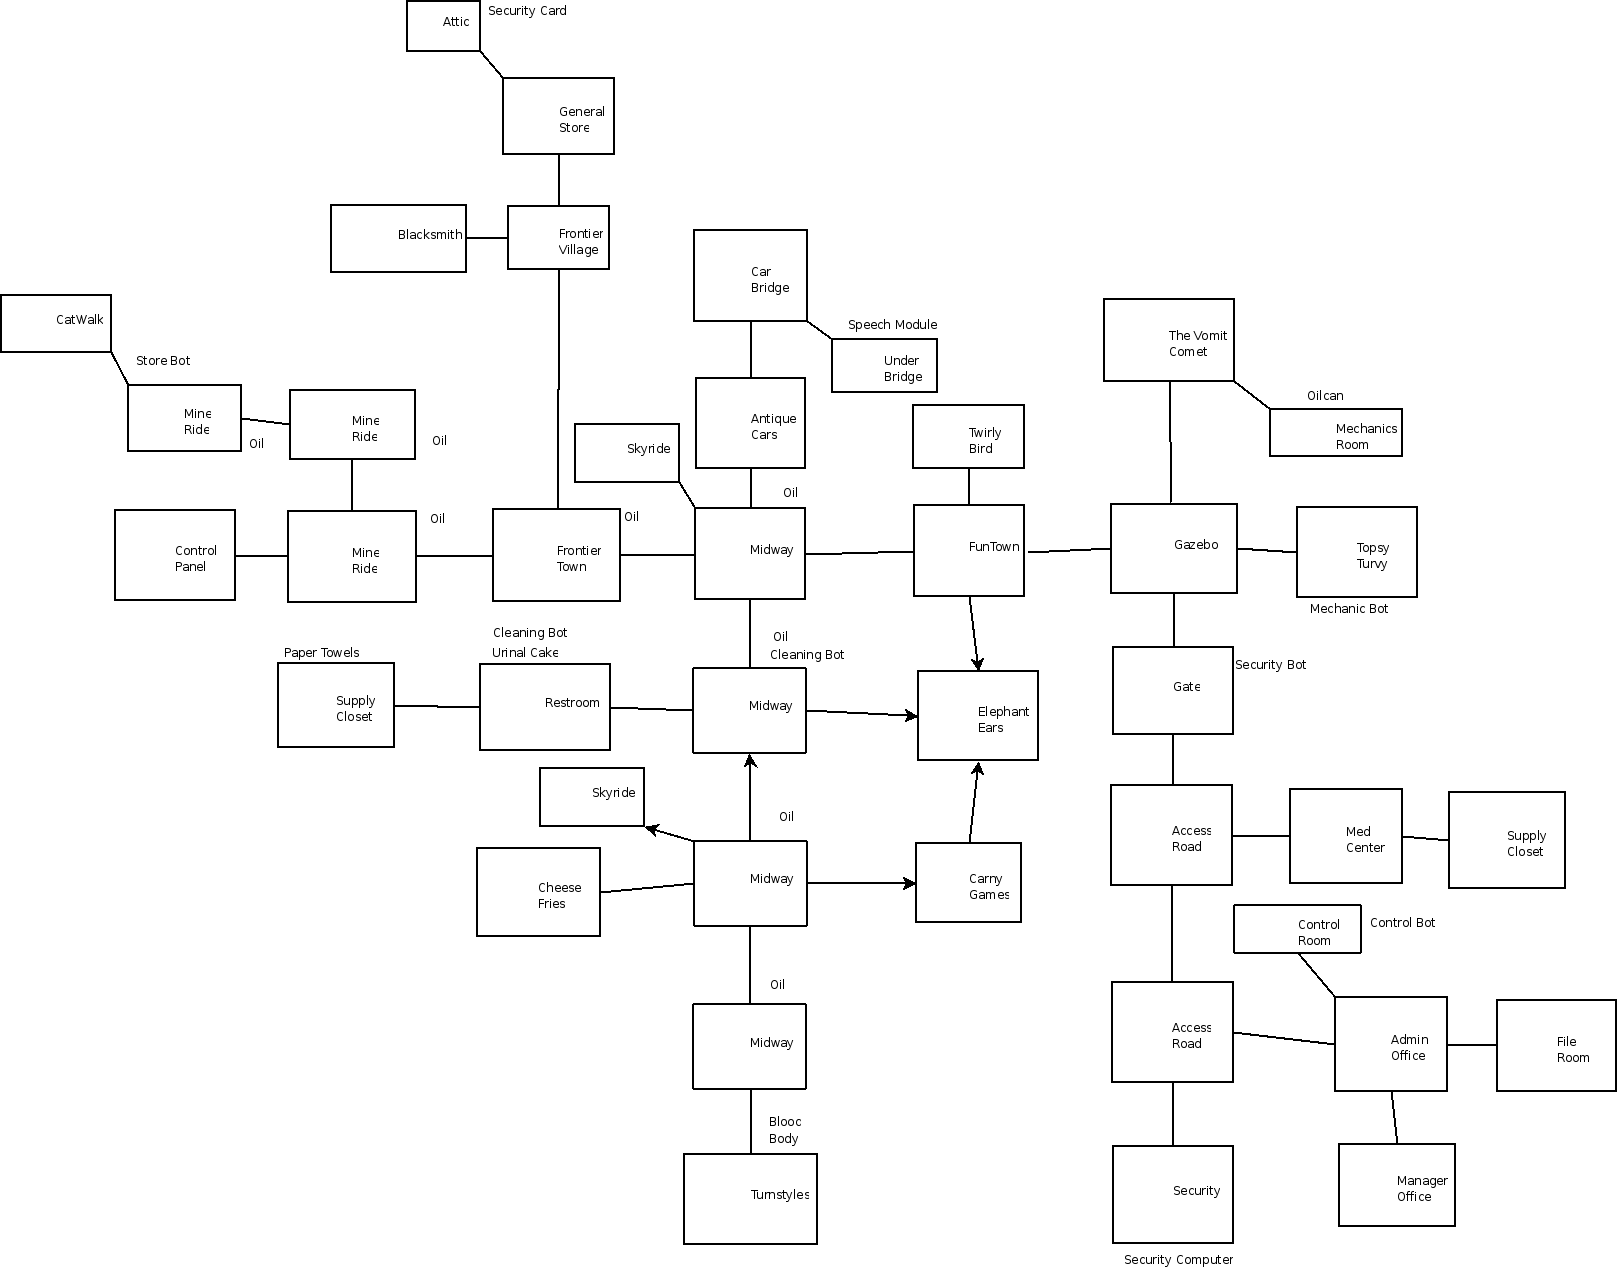 Attic
Security Card
General
Store
Blacksmith
Frontier
Village
Car
Bridge
CatWalk
Speech Module
The Vomit
Comet
Store Bot
Under
Bridge
Oilcan
Mine
Ride
Mine
Ride
Oil
Oil
Skyride
Antique
Cars
Twirly
Bird
Mechanics
Room
Oil
Oil
Oil
Control
Panel
Mine
Ride
Frontier
Town
Midway
FunTown
Gazebo
Topsy
Turvy
Mechanic Bot
Cleaning Bot
Urinal Cake
Paper Towels
Oil
Cleaning Bot
Security Bot
Supply
Closet
Restroom
Midway
Elephant
Ears
Gate
Skyride
Oil
Access
Road
Med
Center
Supply
Closet
Cheese
Fries
Midway
Carny
Games
Control
Room
Control Bot
Oil
Midway
Access
Road
Admin
Office
File
Room
Blood
Body
Turnstyles
Security
Manager
Office
Security Computer